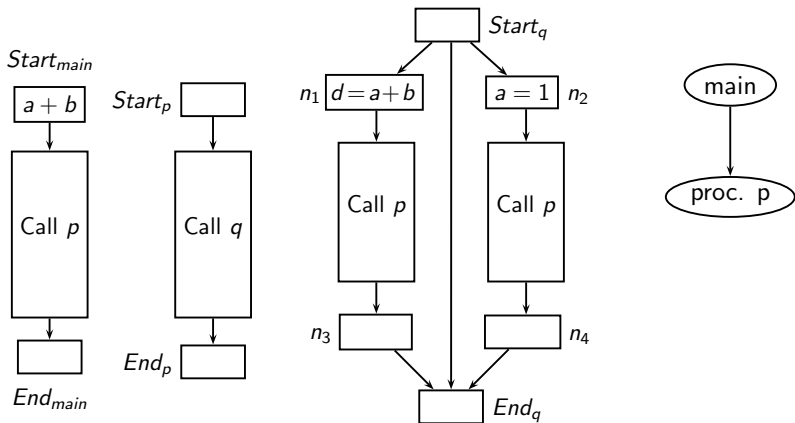 Start_main
a + b
Call p
End_main
Start_p
Call q
End_p
Start_q
n_1
d = a + b
a = 1
n_2
Call p
Call p
n_3
n_4
End_q
main
proc. p